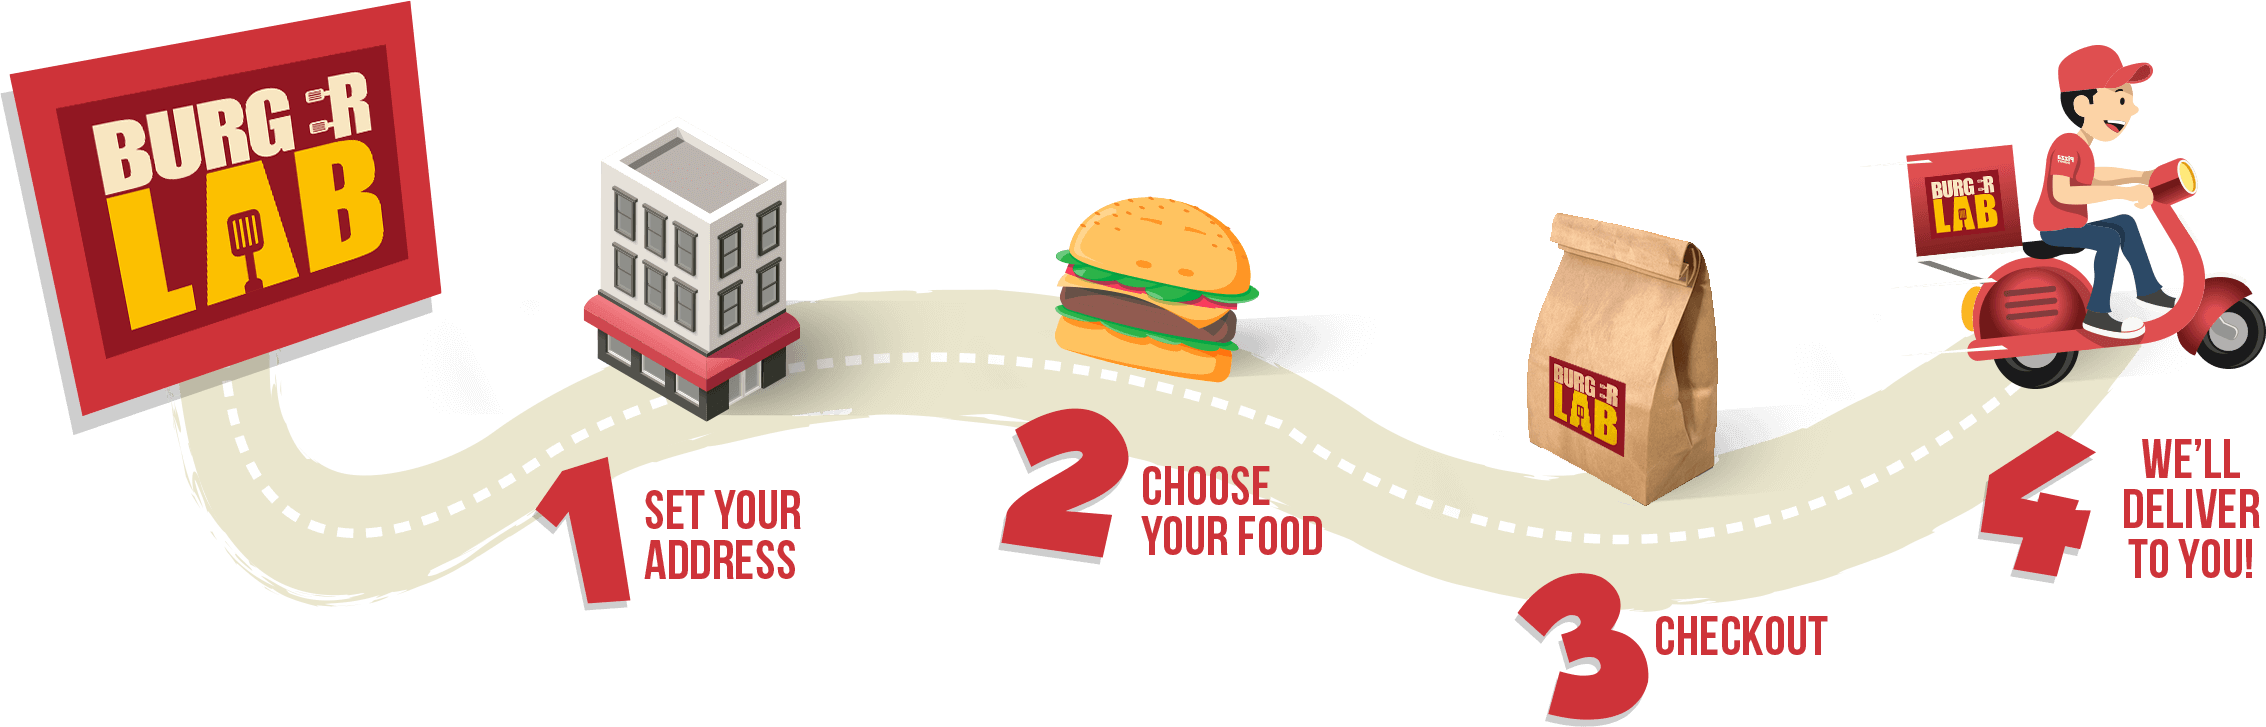 BURGER
LAB
1
SET YOUR
ADDRESS
2
CHOOSE
YOUR FOOD
BURGER
LAB
3
CHECKOUT
BURGER
LAB
4
WE'LL
DELIVER
TO YOU!